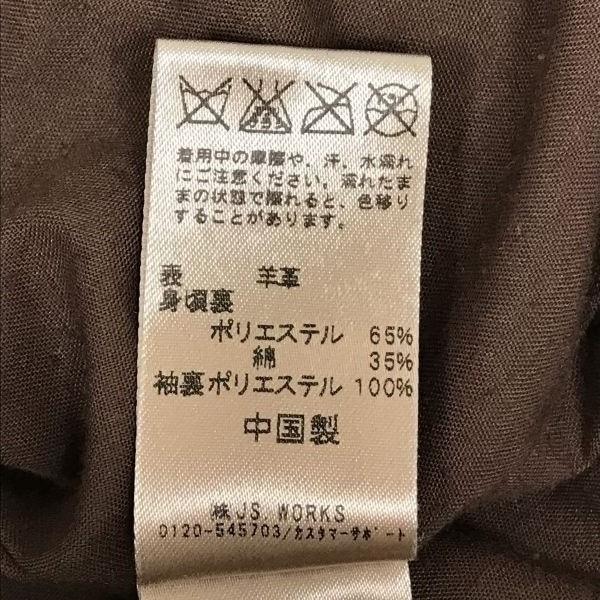 着用中の摩擦や、汗、水濡れ
にご注意ください。濡れたま
まの状態で擦れると、色移り
することがあります。
表 羊革
身頃裏
ポリエステル 65%
綿 35%
袖裏ポリエステル 100%
中国製
㈱JS.WORKS
0120-545703/ｶｽﾀﾏｰｻﾎﾟｰﾄ